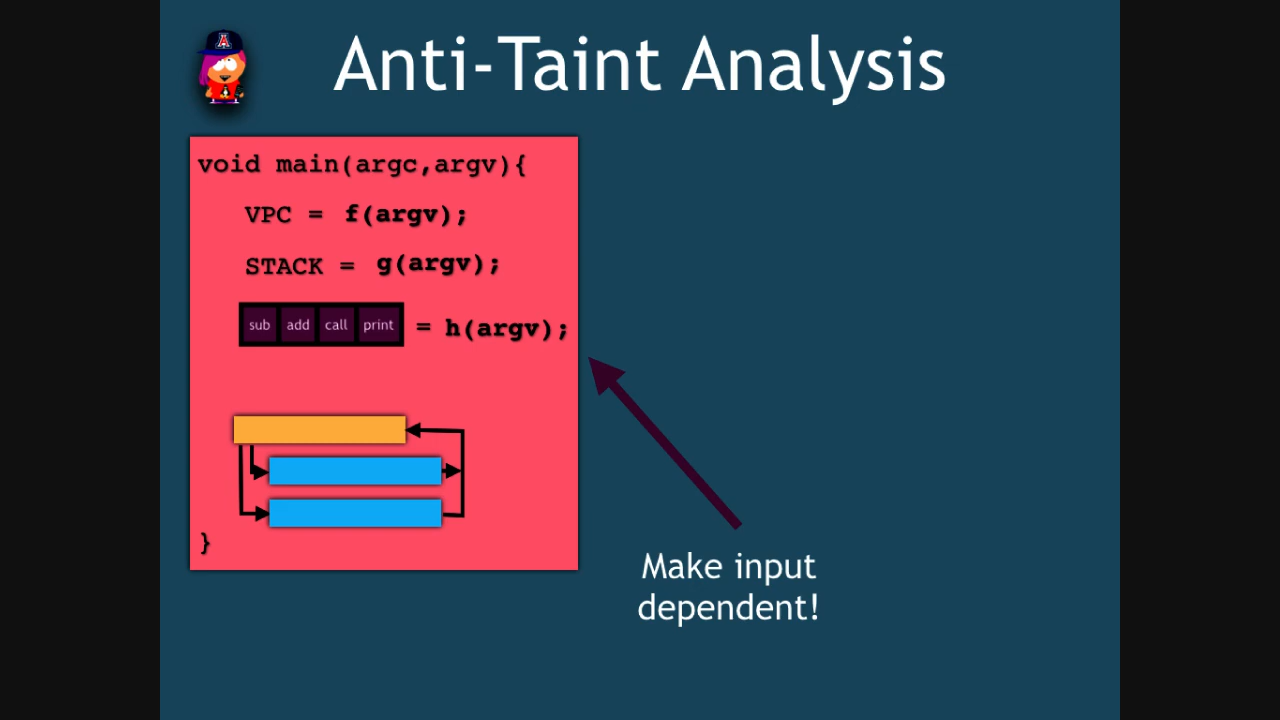 Anti-Taint Analysis
void main(argc,argv){
VPC = f(argv);
STACK = g(argv);
sub add call print = h(argv);
}
Make input
dependent!